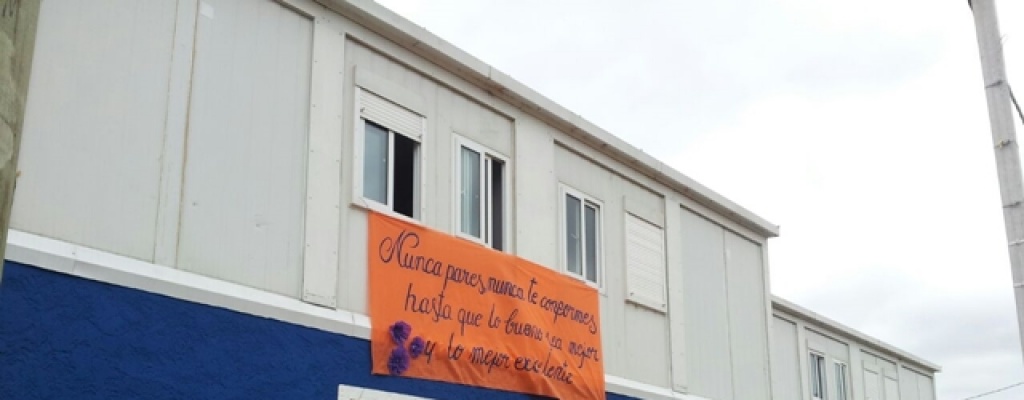 Nunca pares, nunca te conformes
hasta que lo bueno sea mejor
y lo mejor excelente